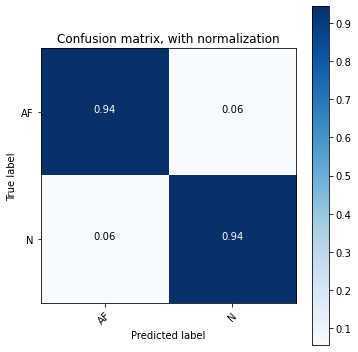 Confusion matrix, with normalization
AF
N
True label
0.94
0.06
0.06
0.94
AF
N
Predicted label
0.9
0.8
0.7
0.6
0.5
0.4
0.3
0.2
0.1